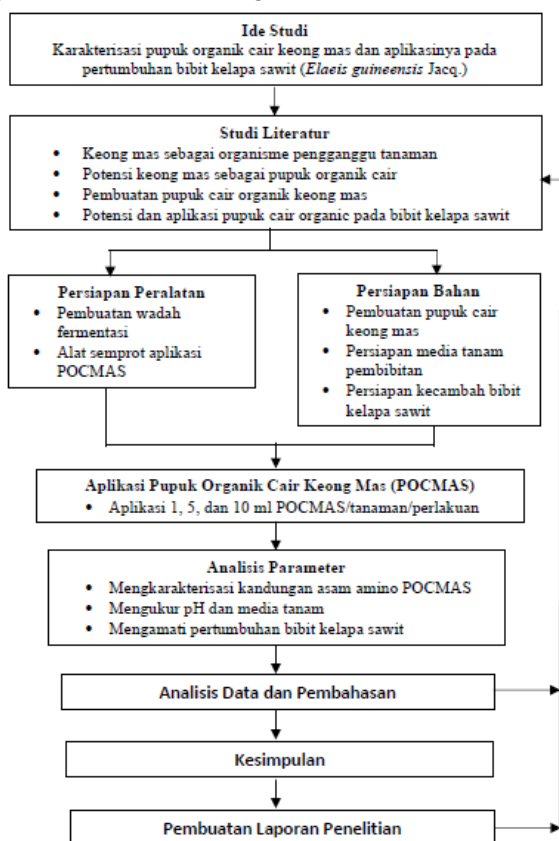 Ide Studi
Karakterisasi pupuk organik cair keong mas dan aplikasinya pada
pertumbuhan bibit kelapa sawit (Elaeis guineensis Jacq.)
Studi Literatur
• Keong mas sebagai organisme pengganggu tanaman
• Potensi keong mas sebagai pupuk organik cair
• Pembuatan pupuk cair organik keong mas
• Potensi dan aplikasi pupuk cair organic pada bibit kelapa sawit
Persiapan Peralatan
• Pembuatan wadah
fermentasi
• Alat semprot aplikasi
POCMAS
Persiapan Bahan
• Pembuatan pupuk cair
keong mas
• Persiapan media tanam
pembibitan
• Persiapan kecambah bibit
kelapa sawit
Aplikasi Pupuk Organik Cair Keong Mas (POCMAS)
• Aplikasi 1, 5, dan 10 ml POCMAS/tanaman/perlakuan
Analisis Parameter
• Mengkarakterisasi kandungan asam amino POCMAS
• Mengukur pH dan media tanam
• Mengamati pertumbuhan bibit kelapa sawit
Analisis Data dan Pembahasan
Kesimpulan
Pembuatan Laporan Penelitian